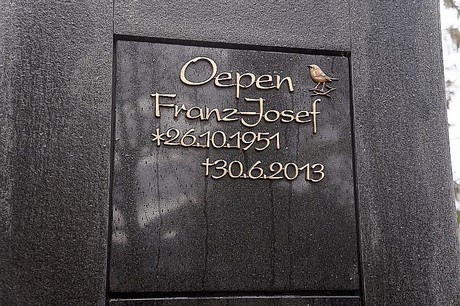 Oepen
Franz-Josef
*26.10.1951
†30.6.2013